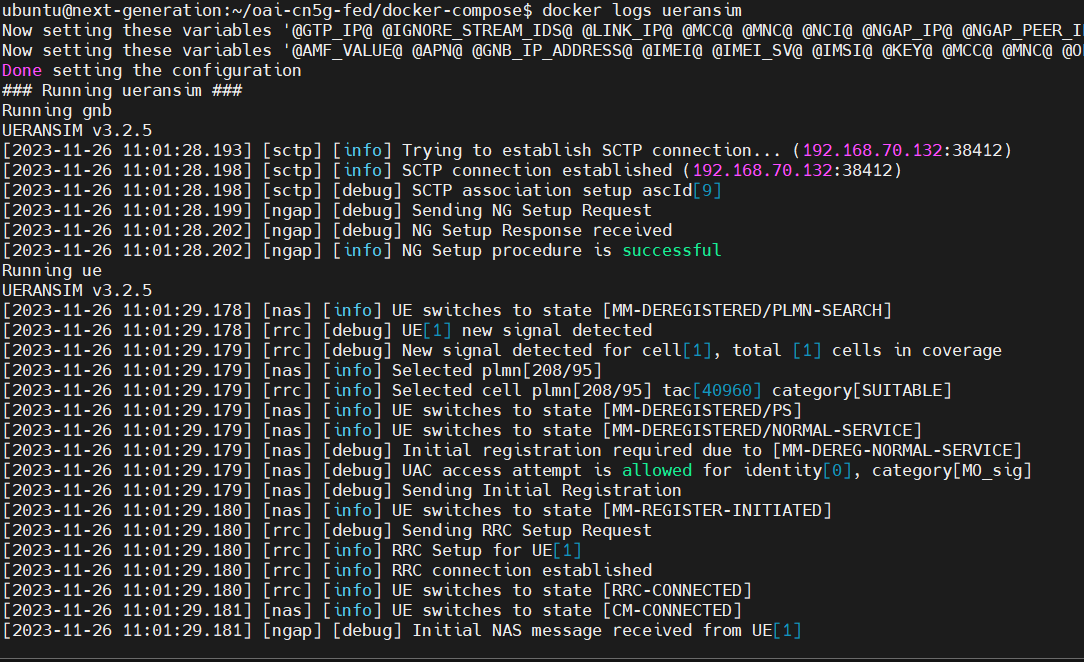 ubuntu@next-generation:~/oai-cn5g-fed/docker-compose$ docker logs ueransim
Now setting these variables '@GTP_IP@ @IGNORE_STREAM_IDS@ @LINK_IP@ @MCC@ @MNC@ @NCI@ @NGAP_IP@ @NGAP_PEER_I
Now setting these variables '@AMF_VALUE@ @APN@ @GNB_IP_ADDRESS@ @IMEI@ @IMEI_SV@ @IMSI@ @KEY@ @MCC@ @MNC@ @O
Done setting the configuration
### Running ueransim ###
Running gnb
UERANSIM v3.2.5
[2023-11-26 11:01:28.193] [sctp] [info] Trying to establish SCTP connection... (192.168.70.132:38412)
[2023-11-26 11:01:28.198] [sctp] [info] SCTP connection established (192.168.70.132:38412)
[2023-11-26 11:01:28.198] [sctp] [debug] SCTP association setup ascId[9]
[2023-11-26 11:01:28.199] [ngap] [debug] Sending NG Setup Request
[2023-11-26 11:01:28.202] [ngap] [debug] NG Setup Response received
[2023-11-26 11:01:28.202] [ngap] [info] NG Setup procedure is successful
Running ue
UERANSIM v3.2.5
[2023-11-26 11:01:29.178] [nas] [info] UE switches to state [MM-DEREGISTERED/PLMN-SEARCH]
[2023-11-26 11:01:29.178] [rrc] [debug] UE[1] new signal detected
[2023-11-26 11:01:29.179] [rrc] [debug] New signal detected for cell[1], total [1] cells in coverage
[2023-11-26 11:01:29.179] [nas] [info] Selected plmn[208/95]
[2023-11-26 11:01:29.179] [rrc] [info] Selected cell plmn[208/95] tac[40960] category[SUITABLE]
[2023-11-26 11:01:29.179] [nas] [info] UE switches to state [MM-DEREGISTERED/PS]
[2023-11-26 11:01:29.179] [nas] [info] UE switches to state [MM-DEREGISTERED/NORMAL-SERVICE]
[2023-11-26 11:01:29.179] [nas] [debug] Initial registration required due to [MM-DEREG-NORMAL-SERVICE]
[2023-11-26 11:01:29.179] [nas] [debug] UAC access attempt is allowed for identity[0], category[MO_sig]
[2023-11-26 11:01:29.179] [nas] [debug] Sending Initial Registration
[2023-11-26 11:01:29.180] [nas] [info] UE switches to state [MM-REGISTER-INITIATED]
[2023-11-26 11:01:29.180] [rrc] [debug] Sending RRC Setup Request
[2023-11-26 11:01:29.180] [rrc] [info] RRC Setup for UE[1]
[2023-11-26 11:01:29.180] [rrc] [info] RRC connection established
[2023-11-26 11:01:29.180] [rrc] [info] UE switches to state [RRC-CONNECTED]
[2023-11-26 11:01:29.181] [nas] [info] UE switches to state [CM-CONNECTED]
[2023-11-26 11:01:29.181] [ngap] [debug] Initial NAS message received from UE[1]